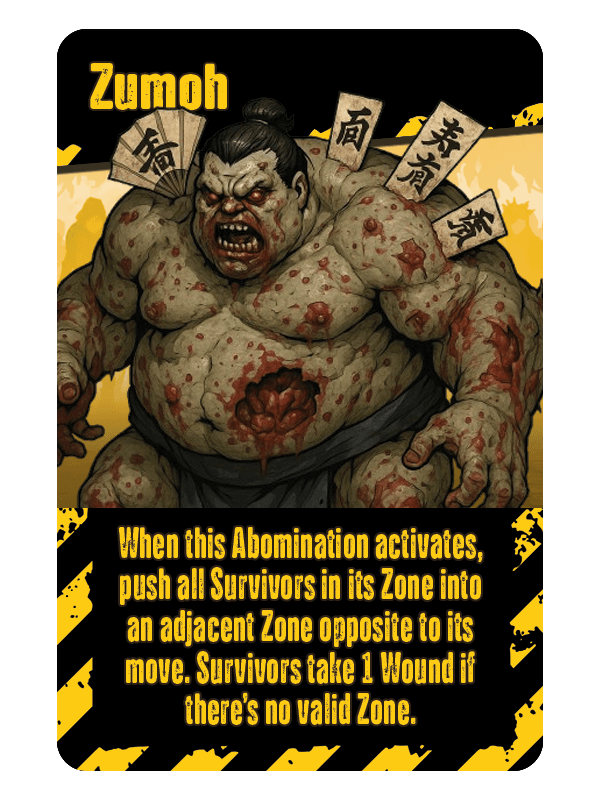 Zumoh
When this Abomination activates,
push all Survivors in its Zone into
an adjacent Zone opposite to its
move. Survivors take 1 Wound if
there's no valid Zone.